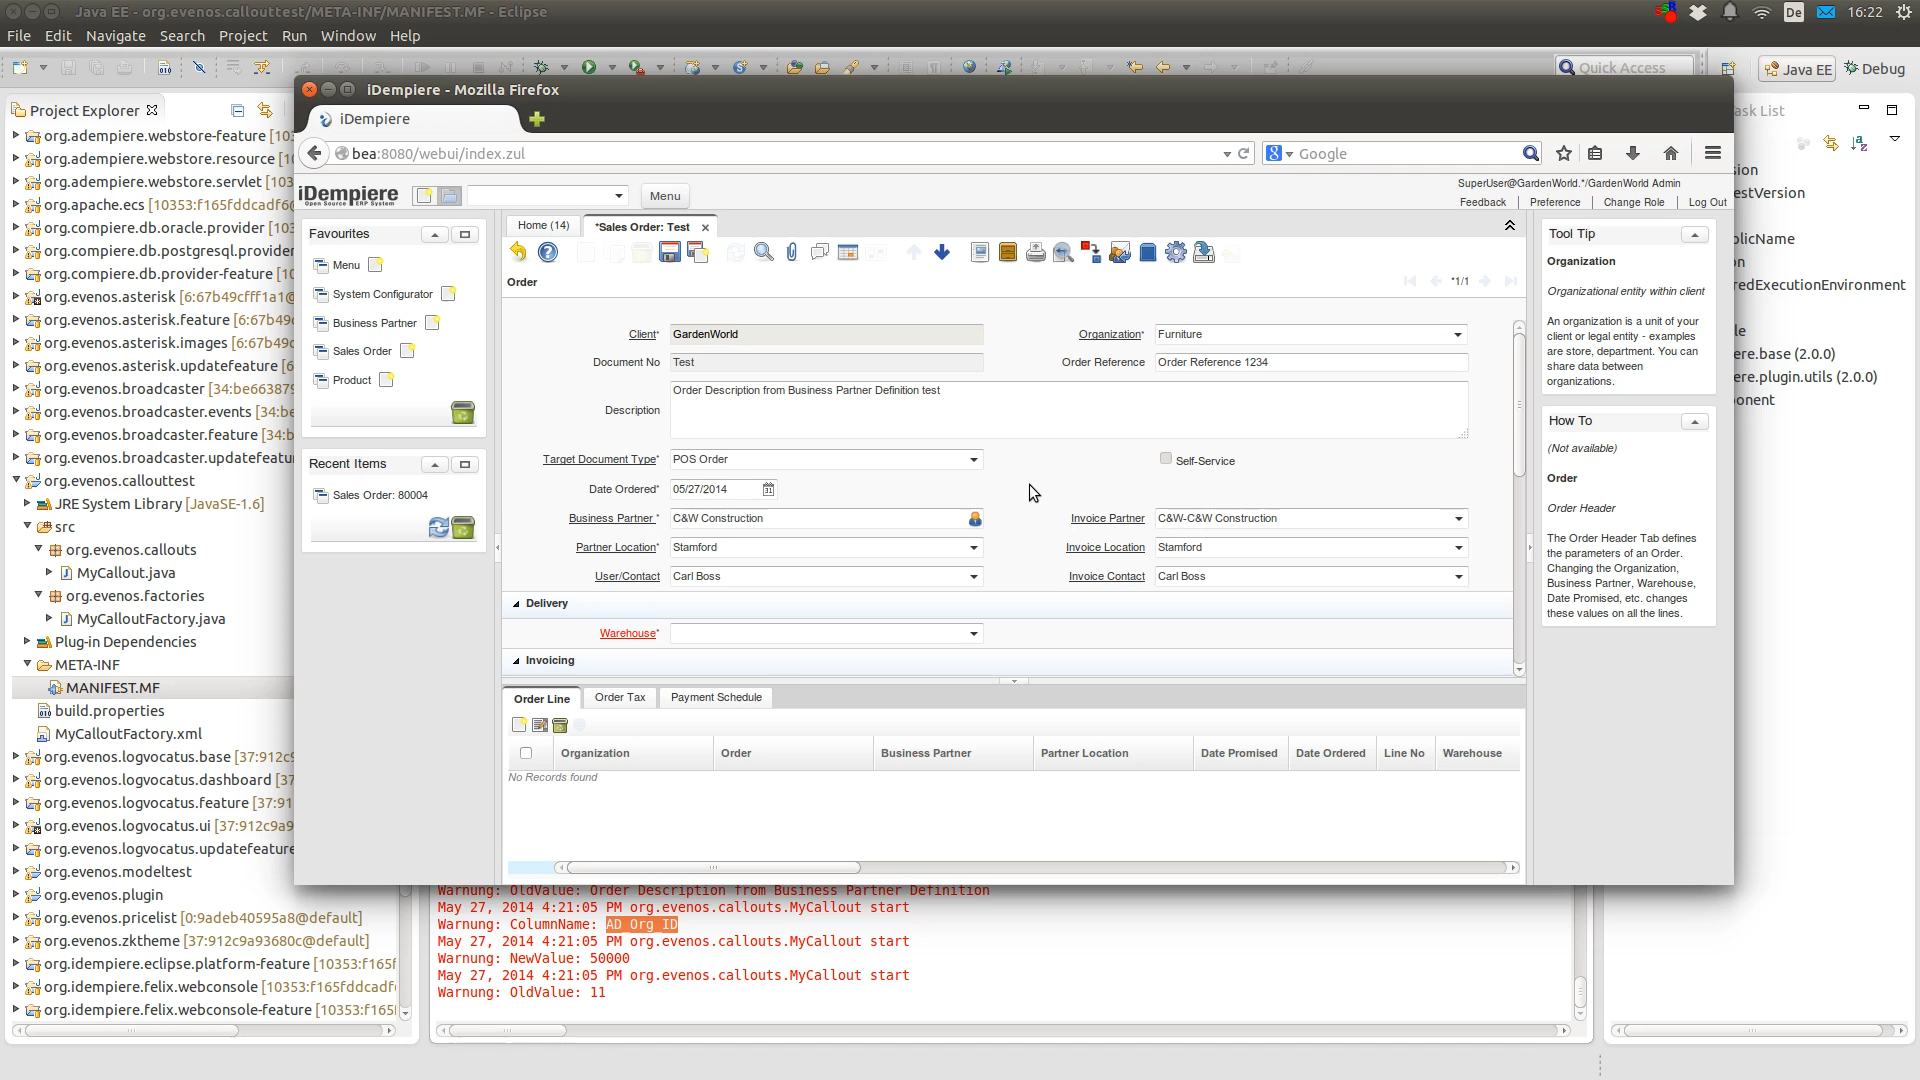 Java EE - org.evenos.callouttest/META-INF/MANIFEST.MF - Eclipse
De
16:22
File Edit Navigate Search Project Run Window Help
Quick Access
Java EE
Debug
Project Explorer
org.adempiere.webstore-feature [103
org.adempiere.webstore.resource [1
org.adempiere.webstore.servlet [103
org.apache.ecs [10353:f165fddcadf6
org.compiere.db.oracle.provider [10
org.compiere.db.postgresql.provider
org.compiere.db.provider-feature [1
org.evenos.asterisk [6:67b49cfff1a1@
org.evenos.asterisk.feature [6:67b49
org.evenos.asterisk.images [6:67b49c
org.evenos.asterisk.updatefeature [6
org.evenos.broadcaster [34:be663879
org.evenos.broadcaster.events [34:be
org.evenos.broadcaster.feature [34:b
org.evenos.broadcaster.updatefeatu
org.evenos.callouttest
JRE System Library [JavaSE-1.6]
src
org.evenos.callouts
MyCallout.java
org.evenos.factories
MyCalloutFactory.java
Plug-in Dependencies
META-INF
MANIFEST.MF
build.properties
MyCalloutFactory.xml
org.evenos.logvocatus.base [37:912c9
org.evenos.logvocatus.dashboard [37
org.evenos.logvocatus.feature [37:91
org.evenos.logvocatus.ui [37:912c9a9
org.evenos.logvocatus.updatefeature
org.evenos.modeltest
org.evenos.plugin
org.evenos.pricelist [0:9adeb40595a8@default]
org.evenos.zktheme [37:912c9a93680c@default]
org.idempiere.eclipse.platform-feature [10353:f165f
org.idempiere.felix.webconsole [10353:f165fddcadf
org.idempiere.felix.webconsole-feature [10353:f165
iDempiere - Mozilla Firefox
iDempiere
bea:8080/webui/index.zul
Google
iDempiere
Open Source ERP System
Menu
SuperUser@GardenWorld.*/GardenWorld Admin
Feedback Preference Change Role Log Out
Favourites
Menu
System Configurator
Business Partner
Sales Order
Product
Recent Items
Sales Order: 80004
Home (14)
*Sales Order: Test
Order
*1/1
Client*
GardenWorld
Organization*
Furniture
Document No
Test
Order Reference
Order Reference 1234
Description
Order Description from Business Partner Definition test
Target Document Type*
POS Order
Self-Service
Date Ordered*
05/27/2014
Business Partner *
C&W Construction
Invoice Partner
C&W-C&W Construction
Partner Location*
Stamford
Invoice Location
Stamford
User/Contact
Carl Boss
Invoice Contact
Carl Boss
Delivery
Warehouse*
Invoicing
Order Line
Order Tax
Payment Schedule
Organization Order Business Partner Partner Location Date Promised Date Ordered Line No Warehouse
No Records found
Tool Tip
Organization
Organizational entity within client
An organization is a unit of your
client or legal entity - examples
are store, department. You can
share data between
organizations.
How To
(Not available)
Order
Order Header
The Order Header Tab defines
the parameters of an Order.
Changing the Organization,
Business Partner, Warehouse,
Date Promised, etc. changes
these values on all the lines.
ask List
sion
estVersion
olicName
on
redExecutionEnvironment
le
ere.base (2.0.0)
ere.plugin.utils (2.0.0)
onent
Warnung: OldValue: Order Description from Business Partner Definition
May 27, 2014 4:21:05 PM org.evenos.callouts.MyCallout start
Warnung: ColumnName: AD_Org_ID
May 27, 2014 4:21:05 PM org.evenos.callouts.MyCallout start
Warnung: NewValue: 50000
May 27, 2014 4:21:05 PM org.evenos.callouts.MyCallout start
Warnung: OldValue: 11